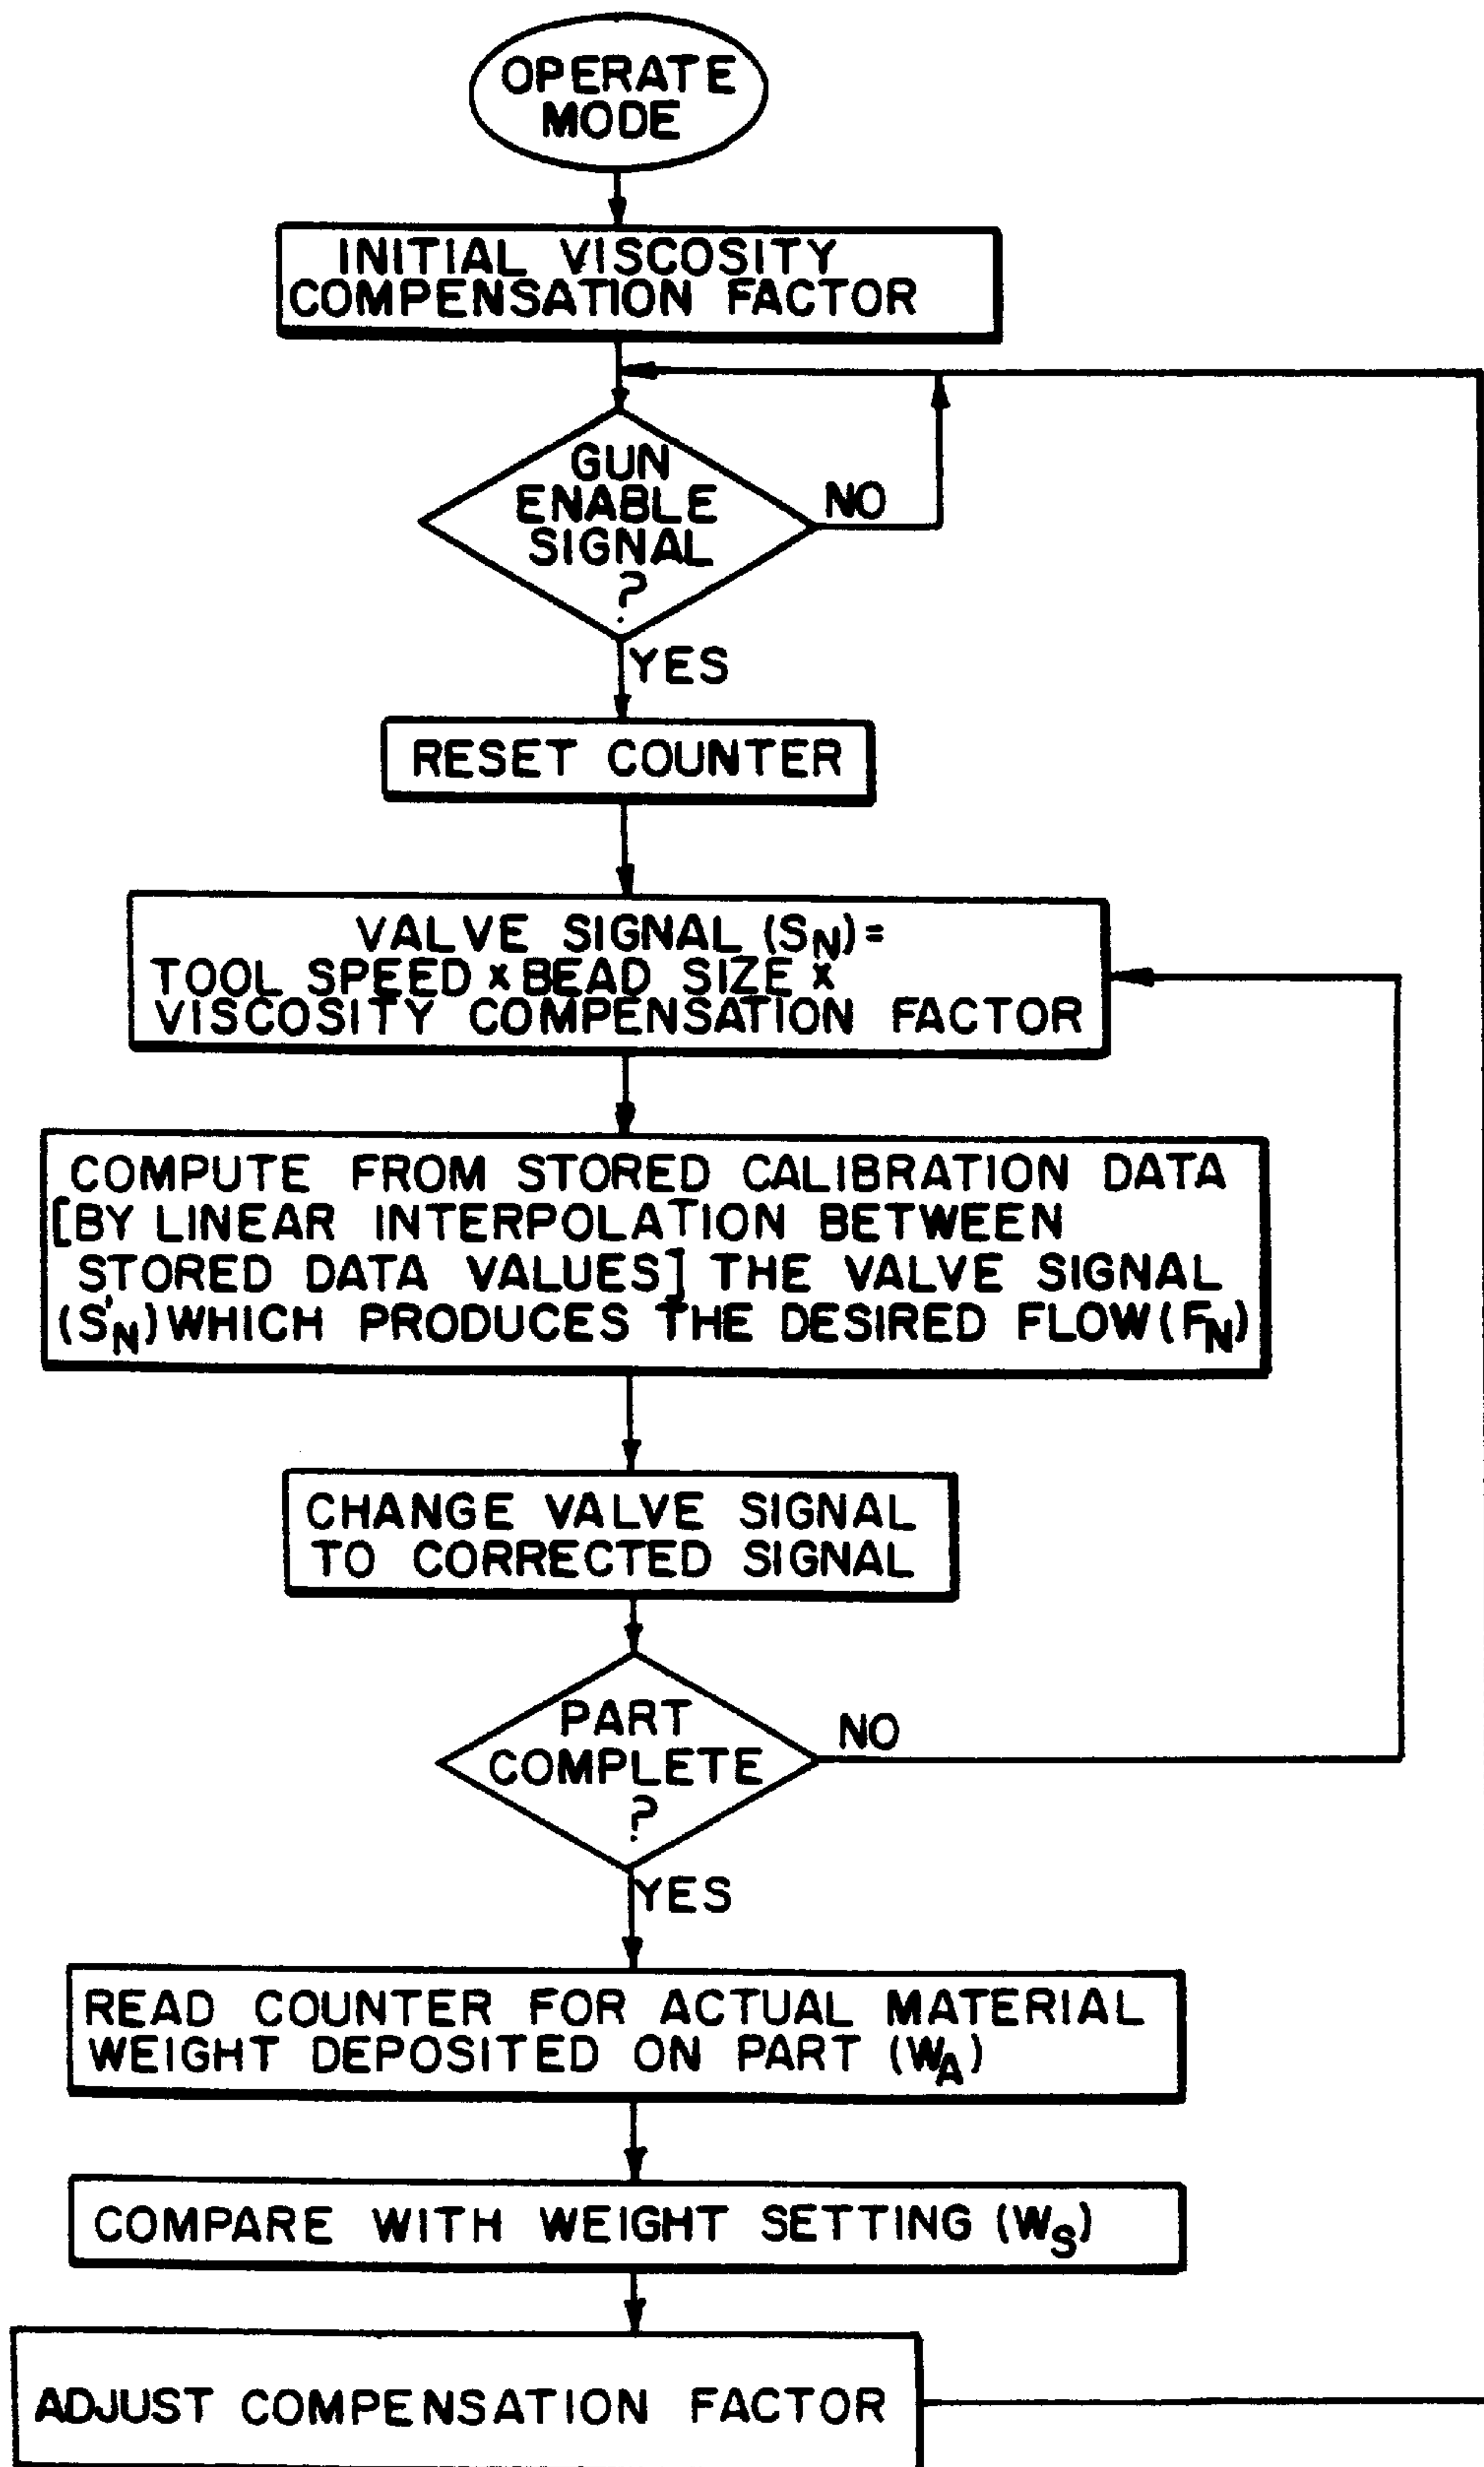 OPERATE
MODE
INITIAL VISCOSITY
COMPENSATION FACTOR
GUN
ENABLE
SIGNAL
?
NO
YES
RESET COUNTER
VALVE SIGNAL (SN)=
TOOL SPEED x BEAD SIZE x
VISCOSITY COMPENSATION FACTOR
COMPUTE FROM STORED CALIBRATION DATA
[BY LINEAR INTERPOLATION BETWEEN
STORED DATA VALUES] THE VALVE SIGNAL
(S'N) WHICH PRODUCES THE DESIRED FLOW (FN)
CHANGE VALVE SIGNAL
TO CORRECTED SIGNAL
PART
COMPLETE
?
NO
YES
READ COUNTER FOR ACTUAL MATERIAL
WEIGHT DEPOSITED ON PART (WA)
COMPARE WITH WEIGHT SETTING (WS)
ADJUST COMPENSATION FACTOR